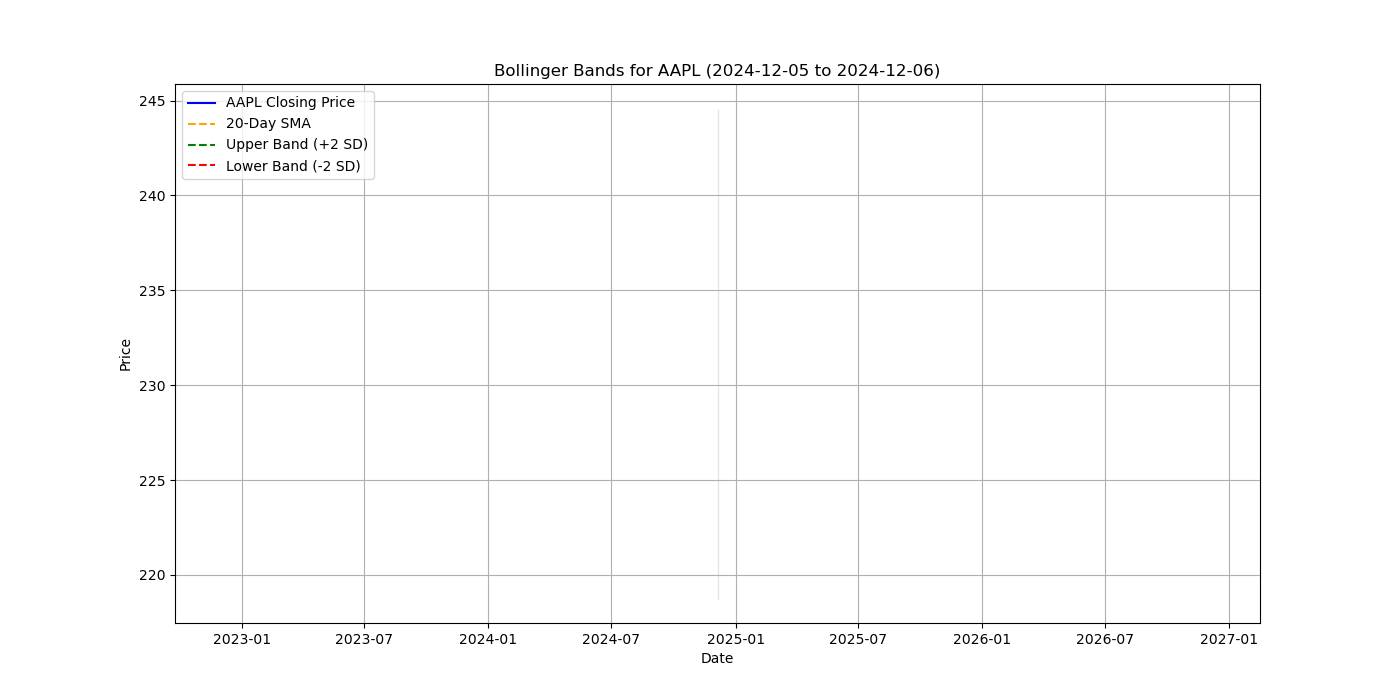 Bollinger Bands for AAPL (2024-12-05 to 2024-12-06)
AAPL Closing Price
20-Day SMA
Upper Band (+2 SD)
Lower Band (-2 SD)
245
240
235
230
225
220
Price
2023-01 2023-07 2024-01 2024-07 2025-01 2025-07 2026-01 2026-07 2027-01
Date